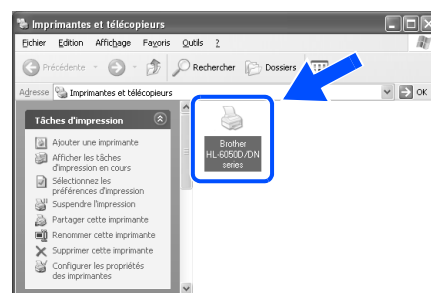 Imprimantes et télécopieurs
Fichier Edition Affichage Favoris Outils ?
Précédente Rechercher Dossiers
Adresse Imprimantes et télécopieurs OK
Tâches d'impression
Ajouter une imprimante
Afficher les tâches
d'impression en cours
Sélectionnez les
préférences d'impression
Suspendre l'impression
Partager cette imprimante
Renommer cette imprimante
Supprimer cette imprimante
Configurer les propriétés
des imprimantes
Brother
HL-6050D/DN
series